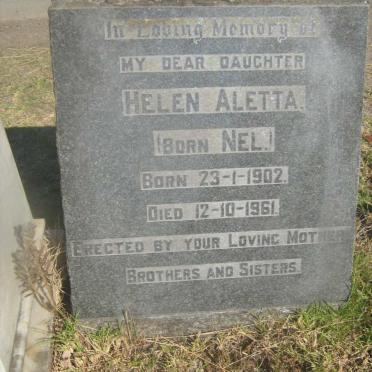 In Loving Memory of
MY DEAR DAUGHTER
HELEN ALETTA.
(BORN NEL.)
BORN 23-1-1902.
DIED 12-10-1961.
ERECTED BY YOUR LOVING MOTHER
BROTHERS AND SISTERS.